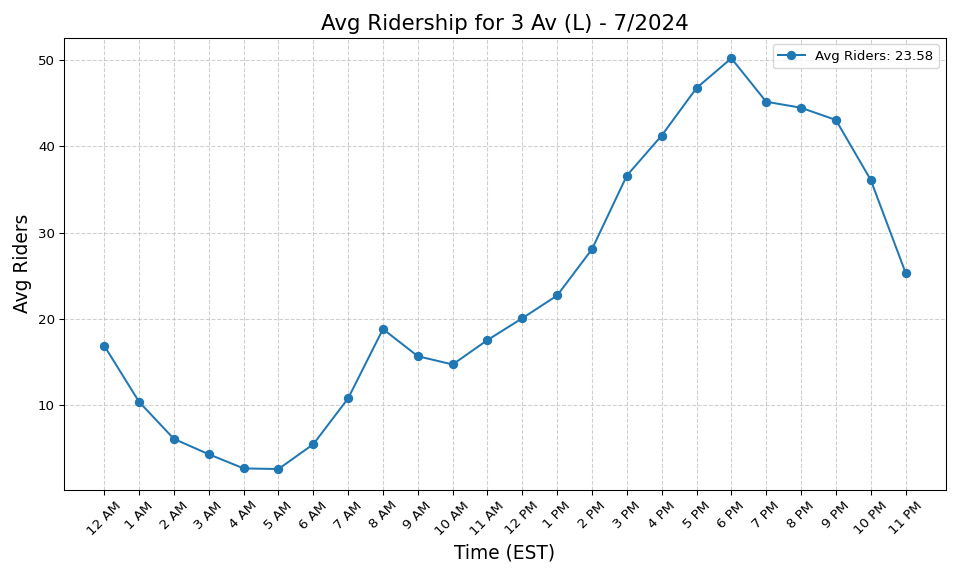 Avg Ridership for 3 Av (L) - 7/2024
Avg Riders: 23.58
50
40
30
20
10
Avg Riders
12 AM
1 AM
2 AM
3 AM
4 AM
5 AM
6 AM
7 AM
8 AM
9 AM
10 AM
11 AM
12 PM
1 PM
2 PM
3 PM
4 PM
5 PM
6 PM
7 PM
8 PM
9 PM
10 PM
11 PM
Time (EST)